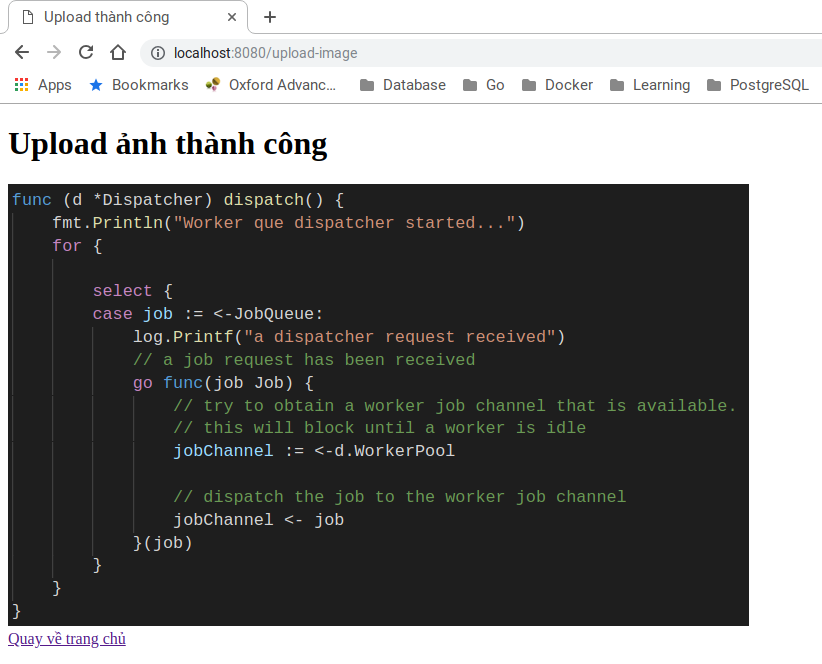 Upload thành công
localhost:8080/upload-image
Apps Bookmarks Oxford Advanc... Database Go Docker Learning PostgreSQL
Upload ảnh thành công
func (d *Dispatcher) dispatch() {
    fmt.Println("Worker que dispatcher started...")
    for {
        select {
        case job := <-JobQueue:
            log.Printf("a dispatcher request received")
            // a job request has been received
            go func(job Job) {
                // try to obtain a worker job channel that is available.
                // this will block until a worker is idle
                jobChannel := <-d.WorkerPool
                // dispatch the job to the worker job channel
                jobChannel <- job
            }(job)
        }
    }
}
Quay về trang chủ